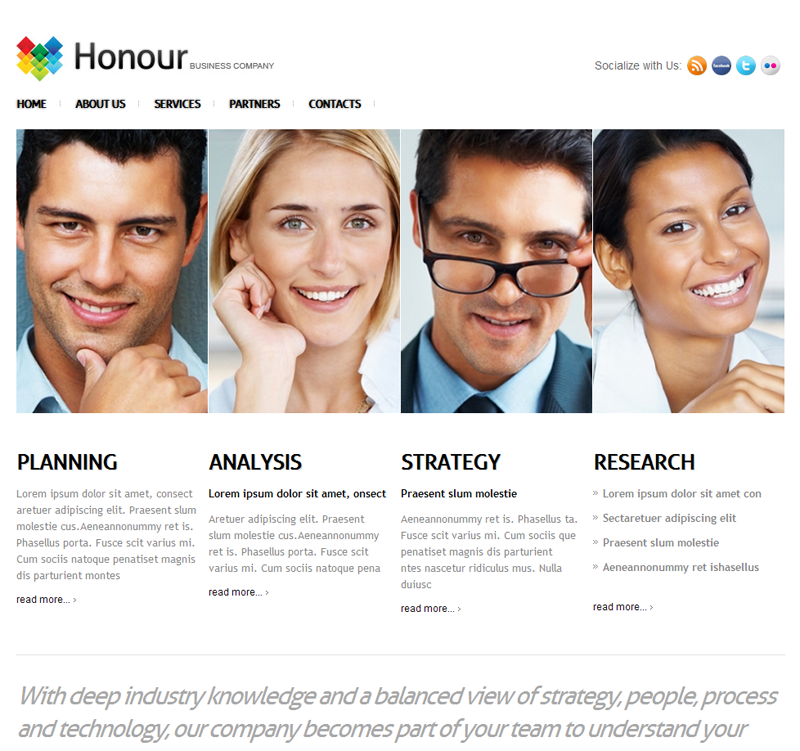 Honour BUSINESS COMPANY
Socialize with Us:
facebook
HOME ABOUT US SERVICES PARTNERS CONTACTS
PLANNING
Lorem ipsum dolor sit amet, consect
aretuer adipiscing elit. Praesent slum
molestie cus.Aeneannonummy ret is.
Phasellus porta. Fusce scit varius mi.
Cum sociis natoque penatiset magnis
dis parturient montes
read more... ›
ANALYSIS
Lorem ipsum dolor sit amet, onsect
Aretuer adipiscing elit. Praesent
slum molestie cus.Aeneannonummy
ret is. Phasellus porta. Fusce scit
varius mi. Cum sociis natoque pena
read more... ›
STRATEGY
Praesent slum molestie
Aeneannonummy ret is. Phasellus ta.
Fusce scit varius mi. Cum sociis que
penatiset magnis dis parturient
ntes nascetur ridiculus mus. Nulla
duiusc
read more... ›
RESEARCH
» Lorem ipsum dolor sit amet con
» Sectaretuer adipiscing elit
» Praesent slum molestie
» Aeneannonummy ret ishasellus
read more... ›
With deep industry knowledge and a balanced view of strategy, people, process
and technology, our company becomes part of your team to understand your